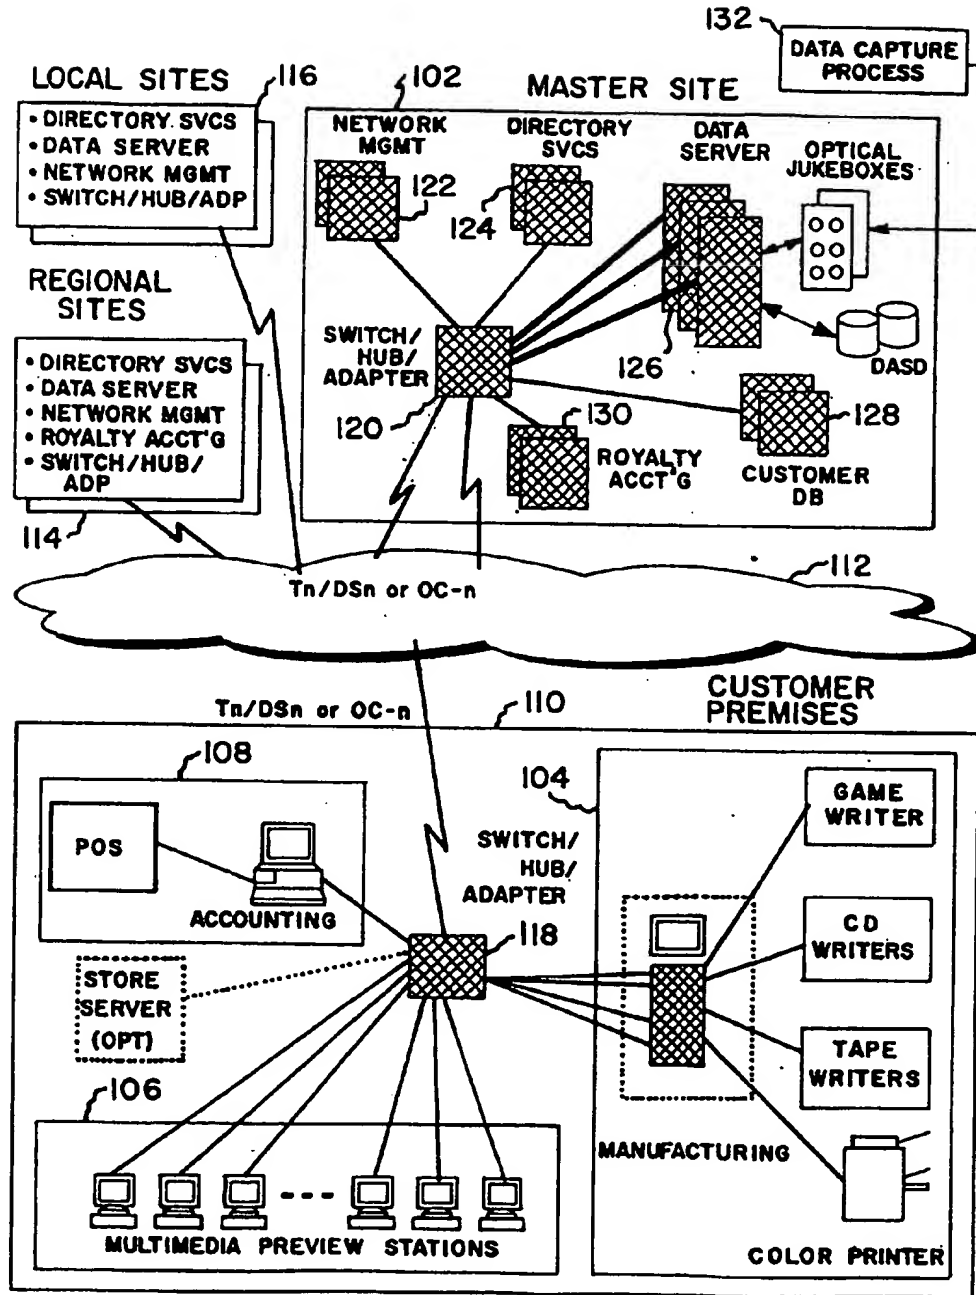 132
DATA CAPTURE
PROCESS
LOCAL SITES
116
• DIRECTORY SVCS
• DATA SERVER
• NETWORK MGMT
• SWITCH/HUB/ADP
102
MASTER SITE
NETWORK
MGMT
122
DIRECTORY
SVCS
124
DATA
SERVER
126
OPTICAL
JUKEBOXES
DASD
REGIONAL
SITES
• DIRECTORY SVCS
• DATA SERVER
• NETWORK MGMT
• ROYALTY ACCT'G
• SWITCH/HUB/
ADP
114
SWITCH/
HUB/
ADAPTER
120
130
ROYALTY
ACCT'G
128
CUSTOMER
DB
112
Tn/DSn or OC-n
Tn/DSn or OC-n
110
CUSTOMER
PREMISES
108
POS
ACCOUNTING
SWITCH/
HUB/
ADAPTER
118
STORE
SERVER
(OPT)
106
MULTIMEDIA PREVIEW STATIONS
104
GAME
WRITER
CD
WRITERS
TAPE
WRITERS
MANUFACTURING
COLOR PRINTER